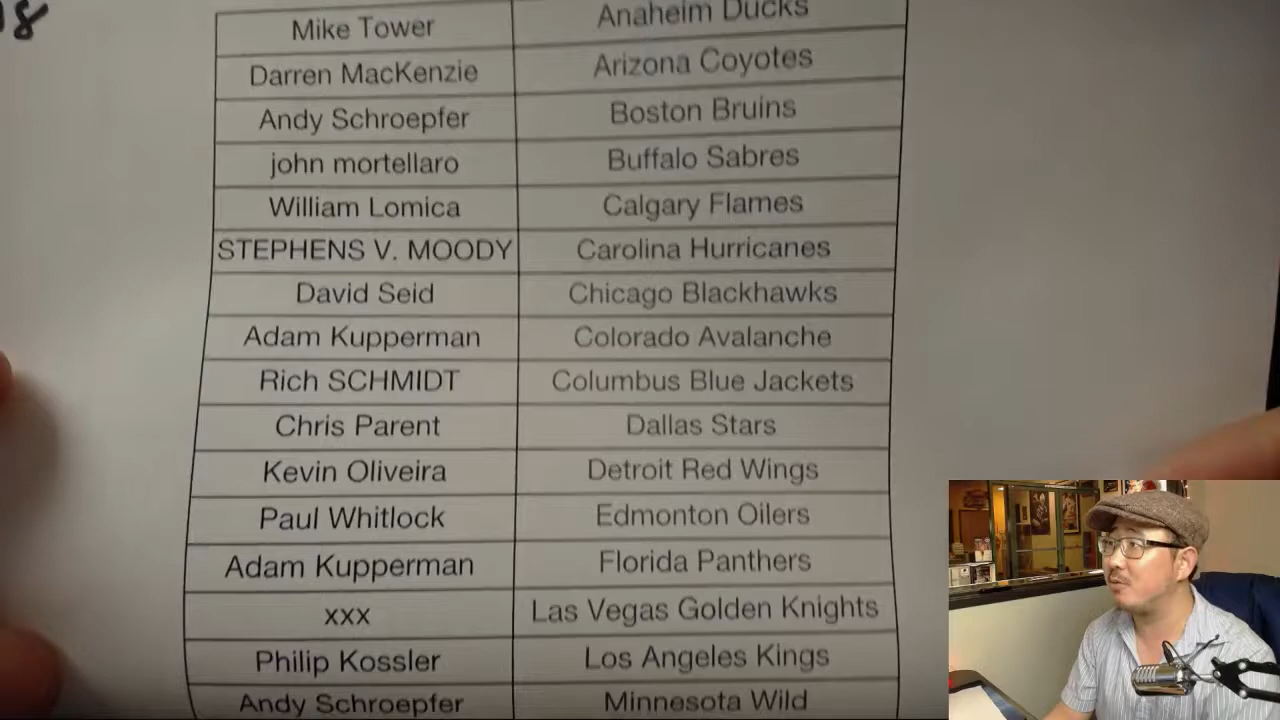 18
Mike Tower Anaheim Ducks
Darren MacKenzie Arizona Coyotes
Andy Schroepfer Boston Bruins
john mortellaro Buffalo Sabres
William Lomica Calgary Flames
STEPHENS V. MOODY Carolina Hurricanes
David Seid Chicago Blackhawks
Adam Kupperman Colorado Avalanche
Rich SCHMIDT Columbus Blue Jackets
Chris Parent Dallas Stars
Kevin Oliveira Detroit Red Wings
Paul Whitlock Edmonton Oilers
Adam Kupperman Florida Panthers
xxx Las Vegas Golden Knights
Philip Kossler Los Angeles Kings
Andy Schroepfer Minnesota Wild